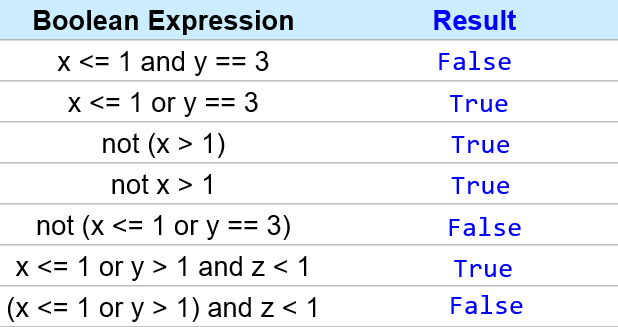 Boolean Expression Result
x <= 1 and y == 3 False
x <= 1 or y == 3 True
not (x > 1) True
not x > 1 True
not (x <= 1 or y == 3) False
x <= 1 or y > 1 and z < 1 True
(x <= 1 or y > 1) and z < 1 False